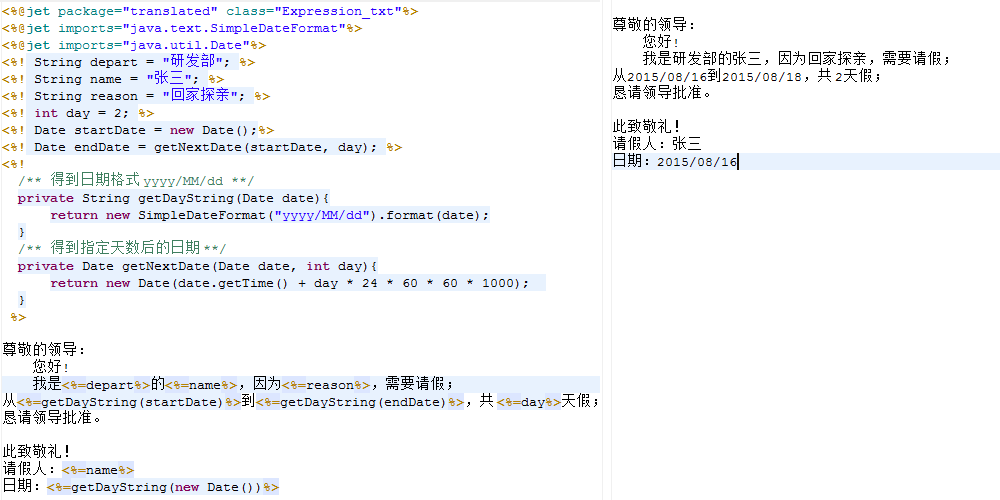 <%@jet package="translated" class="Expression_txt"%>
<%@jet imports="java.text.SimpleDateFormat"%>
<%@jet imports="java.util.Date"%>
<%! String depart = "研发部"; %>
<%! String name = "张三"; %>
<%! String reason = "回家探亲"; %>
<%! int day = 2; %>
<%! Date startDate = new Date();%>
<%! Date endDate = getNextDate(startDate, day); %>
<%!
/** 得到日期格式yyyy/MM/dd **/
private String getDayString(Date date){
return new SimpleDateFormat("yyyy/MM/dd").format(date);
}
/** 得到指定天数后的日期**/
private Date getNextDate(Date date, int day){
return new Date(date.getTime() + day * 24 * 60 * 60 * 1000);
}
%>
尊敬的领导:
您好!
我是<%=depart%>的<%=name%>，因为<%=reason%>，需要请假;
从<%=getDayString(startDate)%>到<%=getDayString(endDate)%>，共 <%=day%>天假;
恳请领导批准。
此致敬礼!
请假人: <%=name%>
日期: <%=getDayString(new Date())%>
尊敬的领导:
您好!
我是研发部的张三，因为回家探亲，需要请假;
从2015/08/16到2015/08/18，共 2天假;
恳请领导批准。
此致敬礼!
请假人: 张三
日期: 2015/08/16